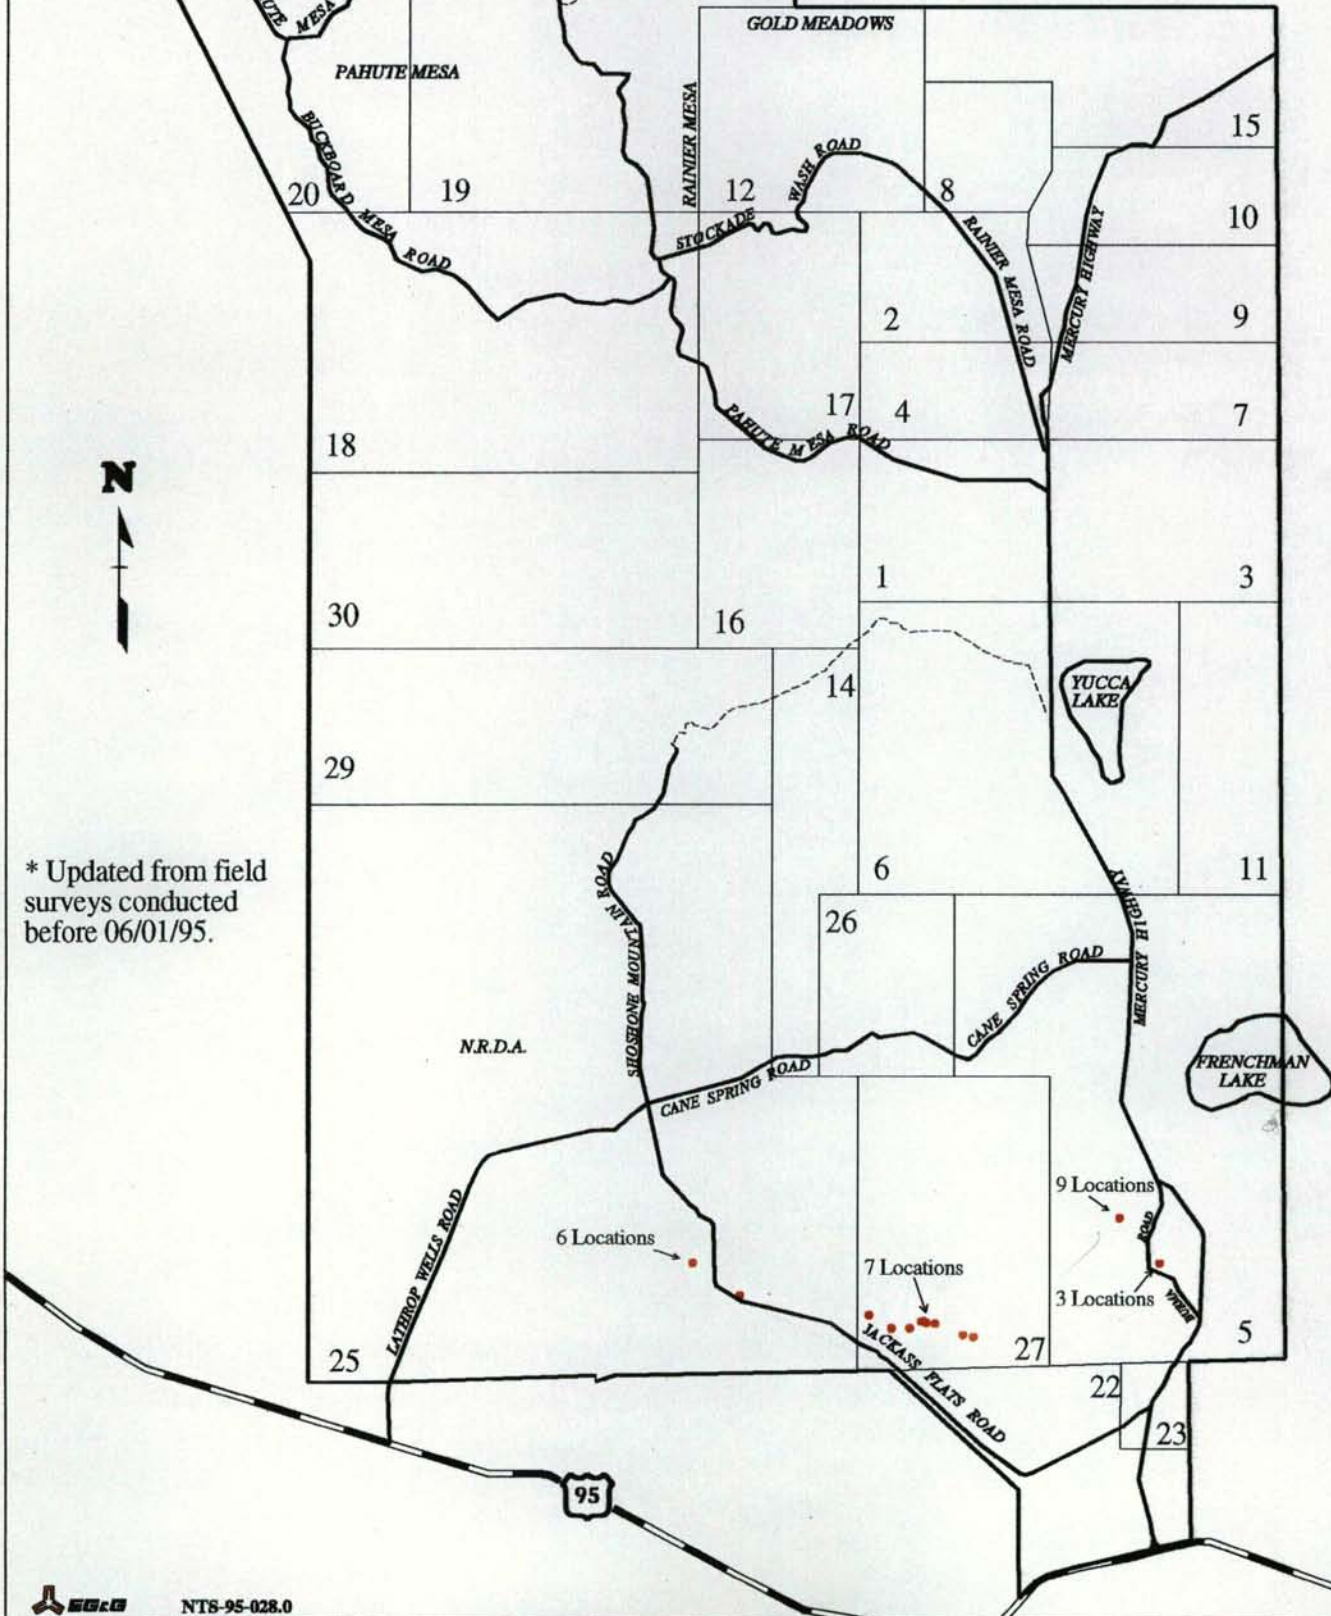 UTE MESA
GOLD MEADOWS
PAHUTE MESA
RAINIER MESA
BUCKBOARD MESA ROAD
STOCKADE WASH ROAD
RAINIER MESA ROAD
MERCURY HIGHWAY
15
20
19
12
8
10
2
9
17
4
7
PAHUTE MESA ROAD
18
N
1
3
30
16
14
YUCCA
LAKE
29
* Updated from field
surveys conducted
before 06/01/95.
6
11
SHOSHONE MOUNTAIN ROAD
26
MERCURY HIGHWAY
CANE SPRING ROAD
N.R.D.A.
CANE SPRING ROAD
FRENCHMAN
LAKE
LATHROP WELLS ROAD
9 Locations
ROAD
6 Locations
7 Locations
3 Locations
JACKASS FLATS ROAD
25
27
5
22
23
95
EG&G
NTS-95-028.0